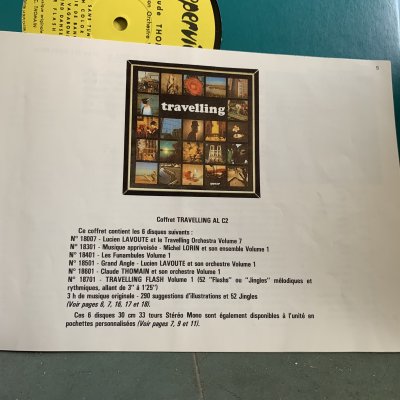 5
travelling
Coffret TRAVELLING AL C2
Ce coffret contient les 6 disques suivants :
N° 18007 - Lucien LAVOUTE et le Travelling Orchestra Volume 7
N° 18301 - Musique apprivoisée - Michel LORIN et son ensemble Volume 1
N° 18401 - Les Funambules Volume 1
N° 18501 - Grand Angle - Lucien LAVOUTE et son orchestre Volume 1
N° 18601 - Claude THOMAIN et son orchestre Volume 1
N° 18701 - TRAVELLING FLASH Volume 1 (52 "Flashs" ou "Jingles" mélodiques et
rythmiques, allant de 3" à 1'25")
3 h de musique originale - 290 suggestions d'illustrations et 52 Jingles
(Voir pages 8, 7, 16, 17 et 18).
Ces 6 disques 30 cm 33 tours Stéréo Mono sont également disponibles à l'unité en
pochettes personnalisées (Voir pages 7, 9 et 11).